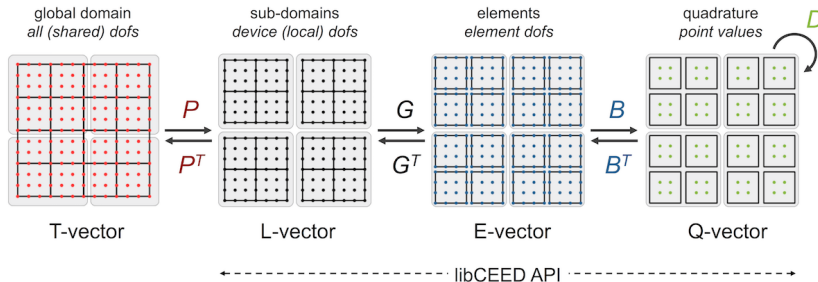 global domain
all (shared) dofs
sub-domains
device (local) dofs
elements
element dofs
quadrature
point values
D
P
P^T
G
G^T
B
B^T
T-vector
L-vector
E-vector
Q-vector
libCEED API